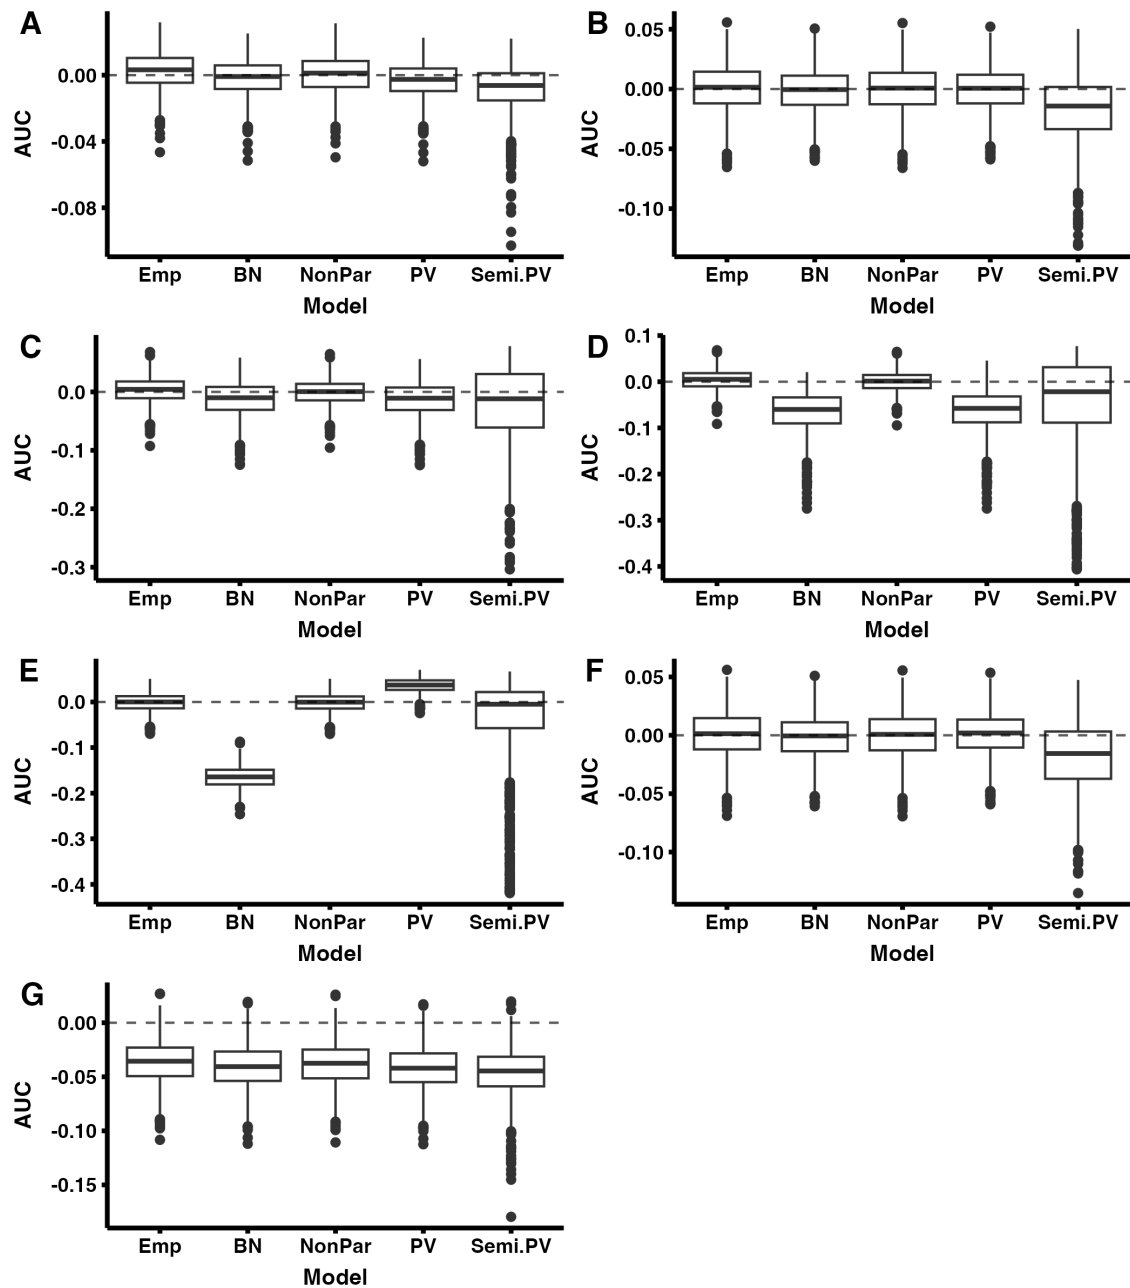 A
AUC
0.00
-0.04
-0.08
Emp BN NonPar PV Semi.PV
Model
B
AUC
0.05
0.00
-0.05
-0.10
Emp BN NonPar PV Semi.PV
Model
C
AUC
0.0
-0.1
-0.2
-0.3
Emp BN NonPar PV Semi.PV
Model
D
AUC
0.1
0.0
-0.1
-0.2
-0.3
-0.4
Emp BN NonPar PV Semi.PV
Model
E
AUC
0.0
-0.1
-0.2
-0.3
-0.4
Emp BN NonPar PV Semi.PV
Model
F
AUC
0.05
0.00
-0.05
-0.10
Emp BN NonPar PV Semi.PV
Model
G
AUC
0.00
-0.05
-0.10
-0.15
Emp BN NonPar PV Semi.PV
Model